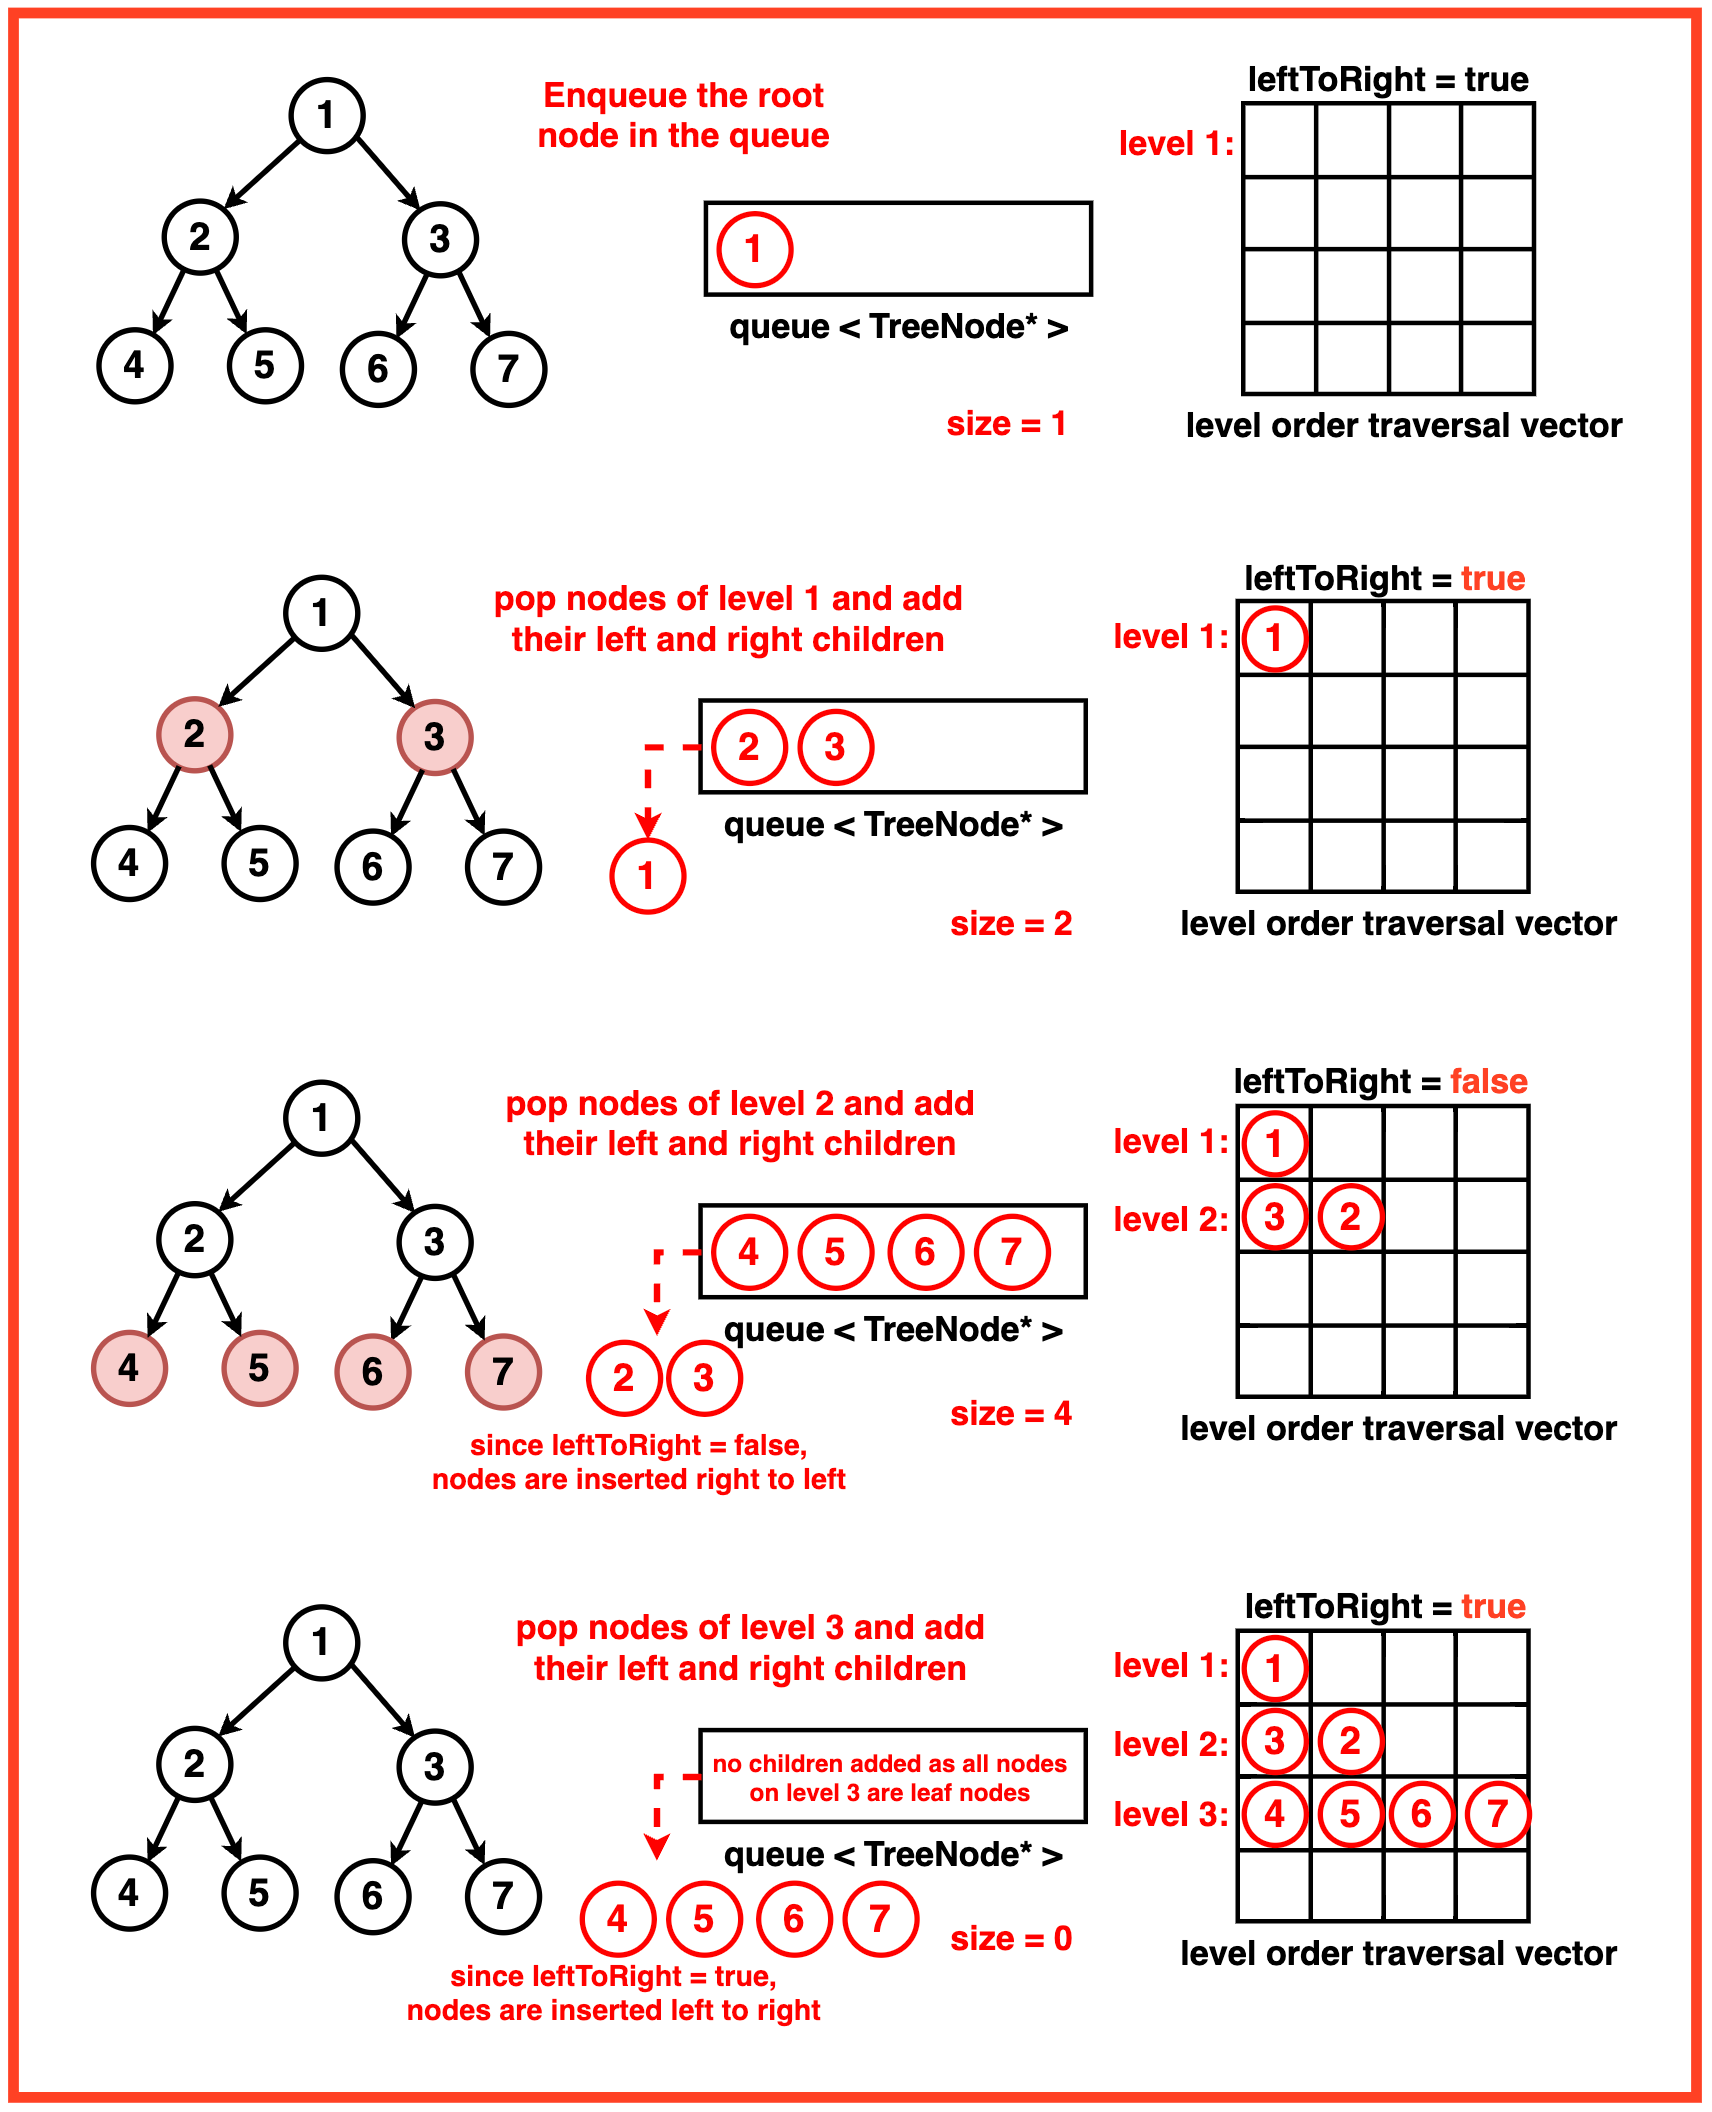 1
2
3
4
5
6
7
Enqueue the root
node in the queue
1
queue < TreeNode* >
size = 1
leftToRight = true
level 1:
level order traversal vector
1
2
3
4
5
6
7
pop nodes of level 1 and add
their left and right children
2 3
queue < TreeNode* >
1
size = 2
leftToRight = true
level 1: 1
level order traversal vector
1
2
3
4
5
6
7
pop nodes of level 2 and add
their left and right children
4 5 6 7
queue < TreeNode* >
2 3
size = 4
since leftToRight = false,
nodes are inserted right to left
leftToRight = false
level 1: 1
level 2: 3 2
level order traversal vector
1
2
3
4
5
6
7
pop nodes of level 3 and add
their left and right children
no children added as all nodes
on level 3 are leaf nodes
queue < TreeNode* >
4 5 6 7
size = 0
since leftToRight = true,
nodes are inserted left to right
leftToRight = true
level 1: 1
level 2: 3 2
level 3: 4 5 6 7
level order traversal vector